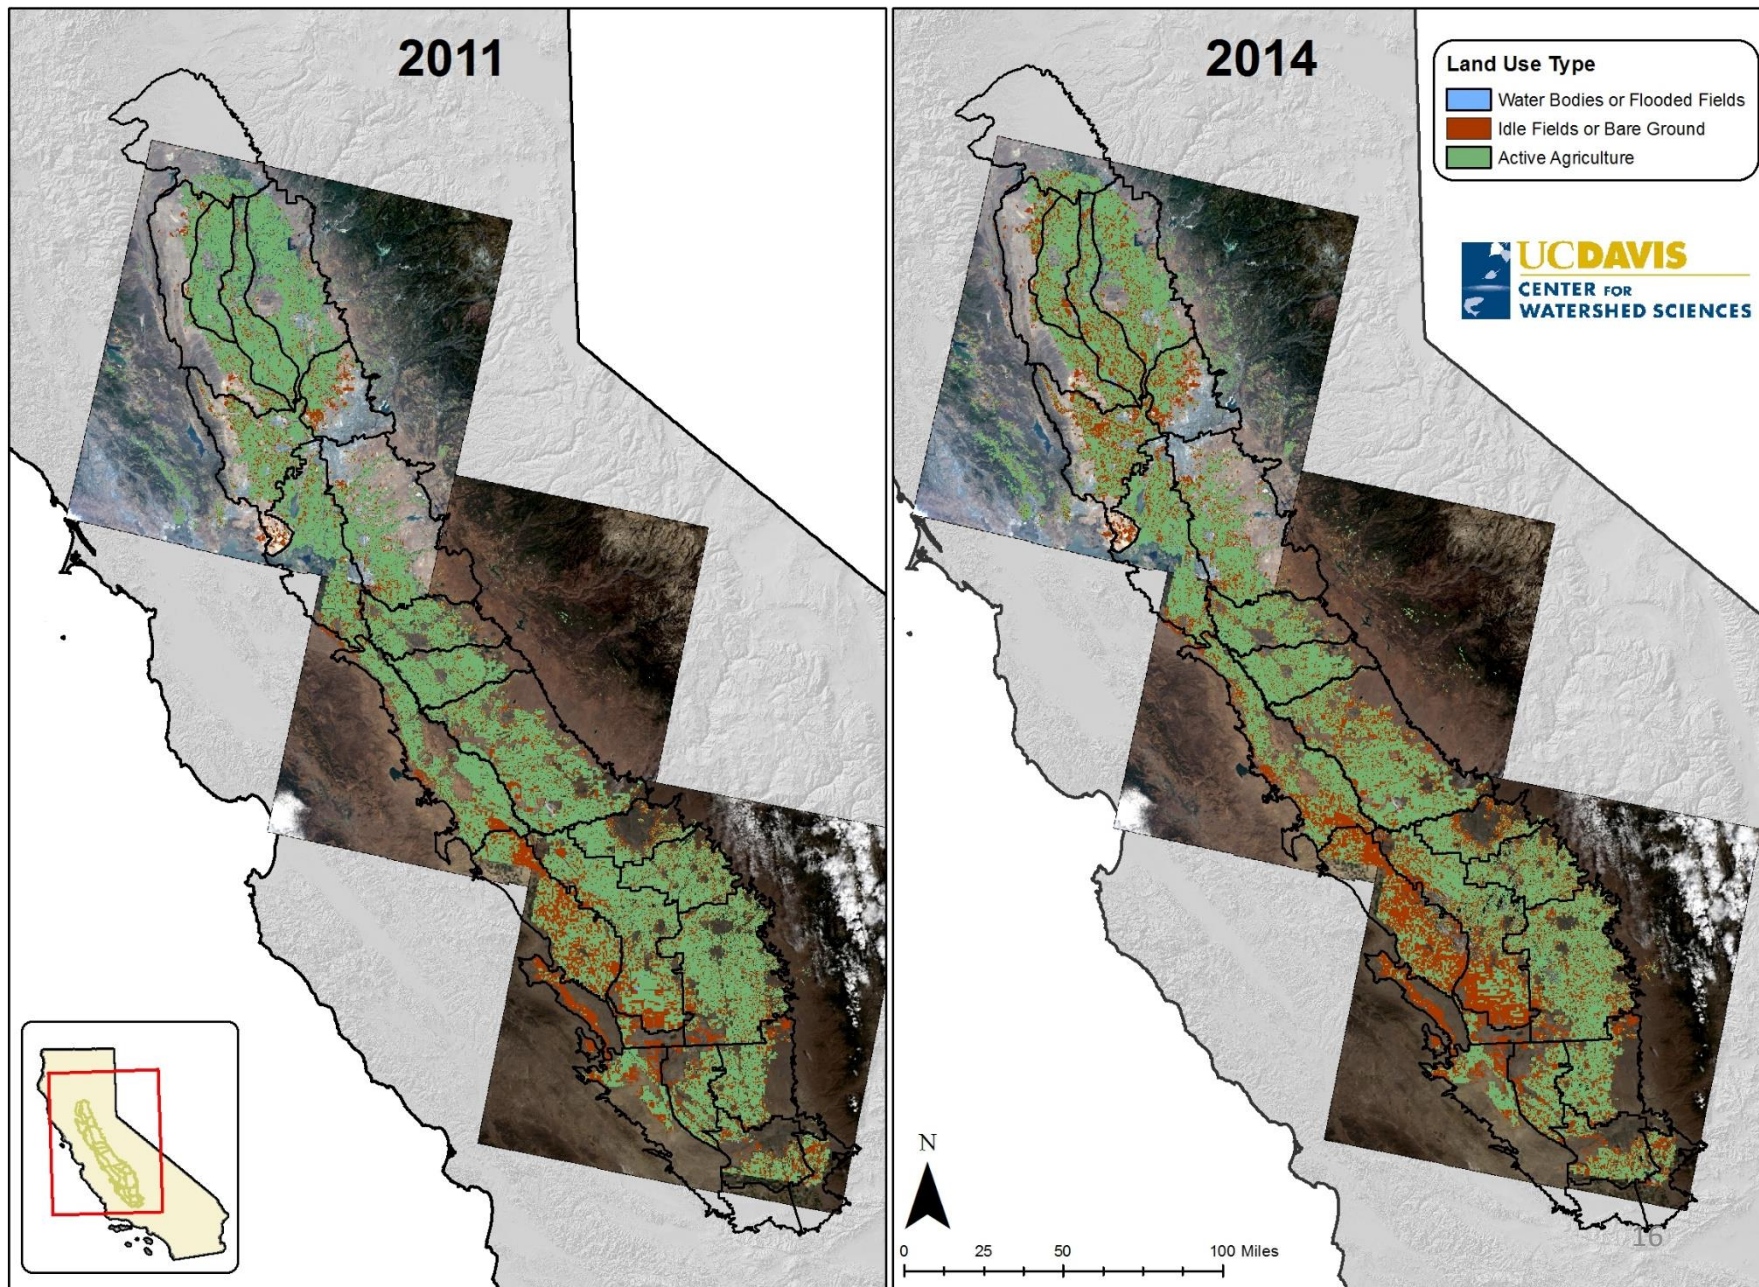 2011
2014
Land Use Type
Water Bodies or Flooded Fields
Idle Fields or Bare Ground
Active Agriculture
UCDAVIS
CENTER FOR
WATERSHED SCIENCES
N
0 25 50 100 Miles
16